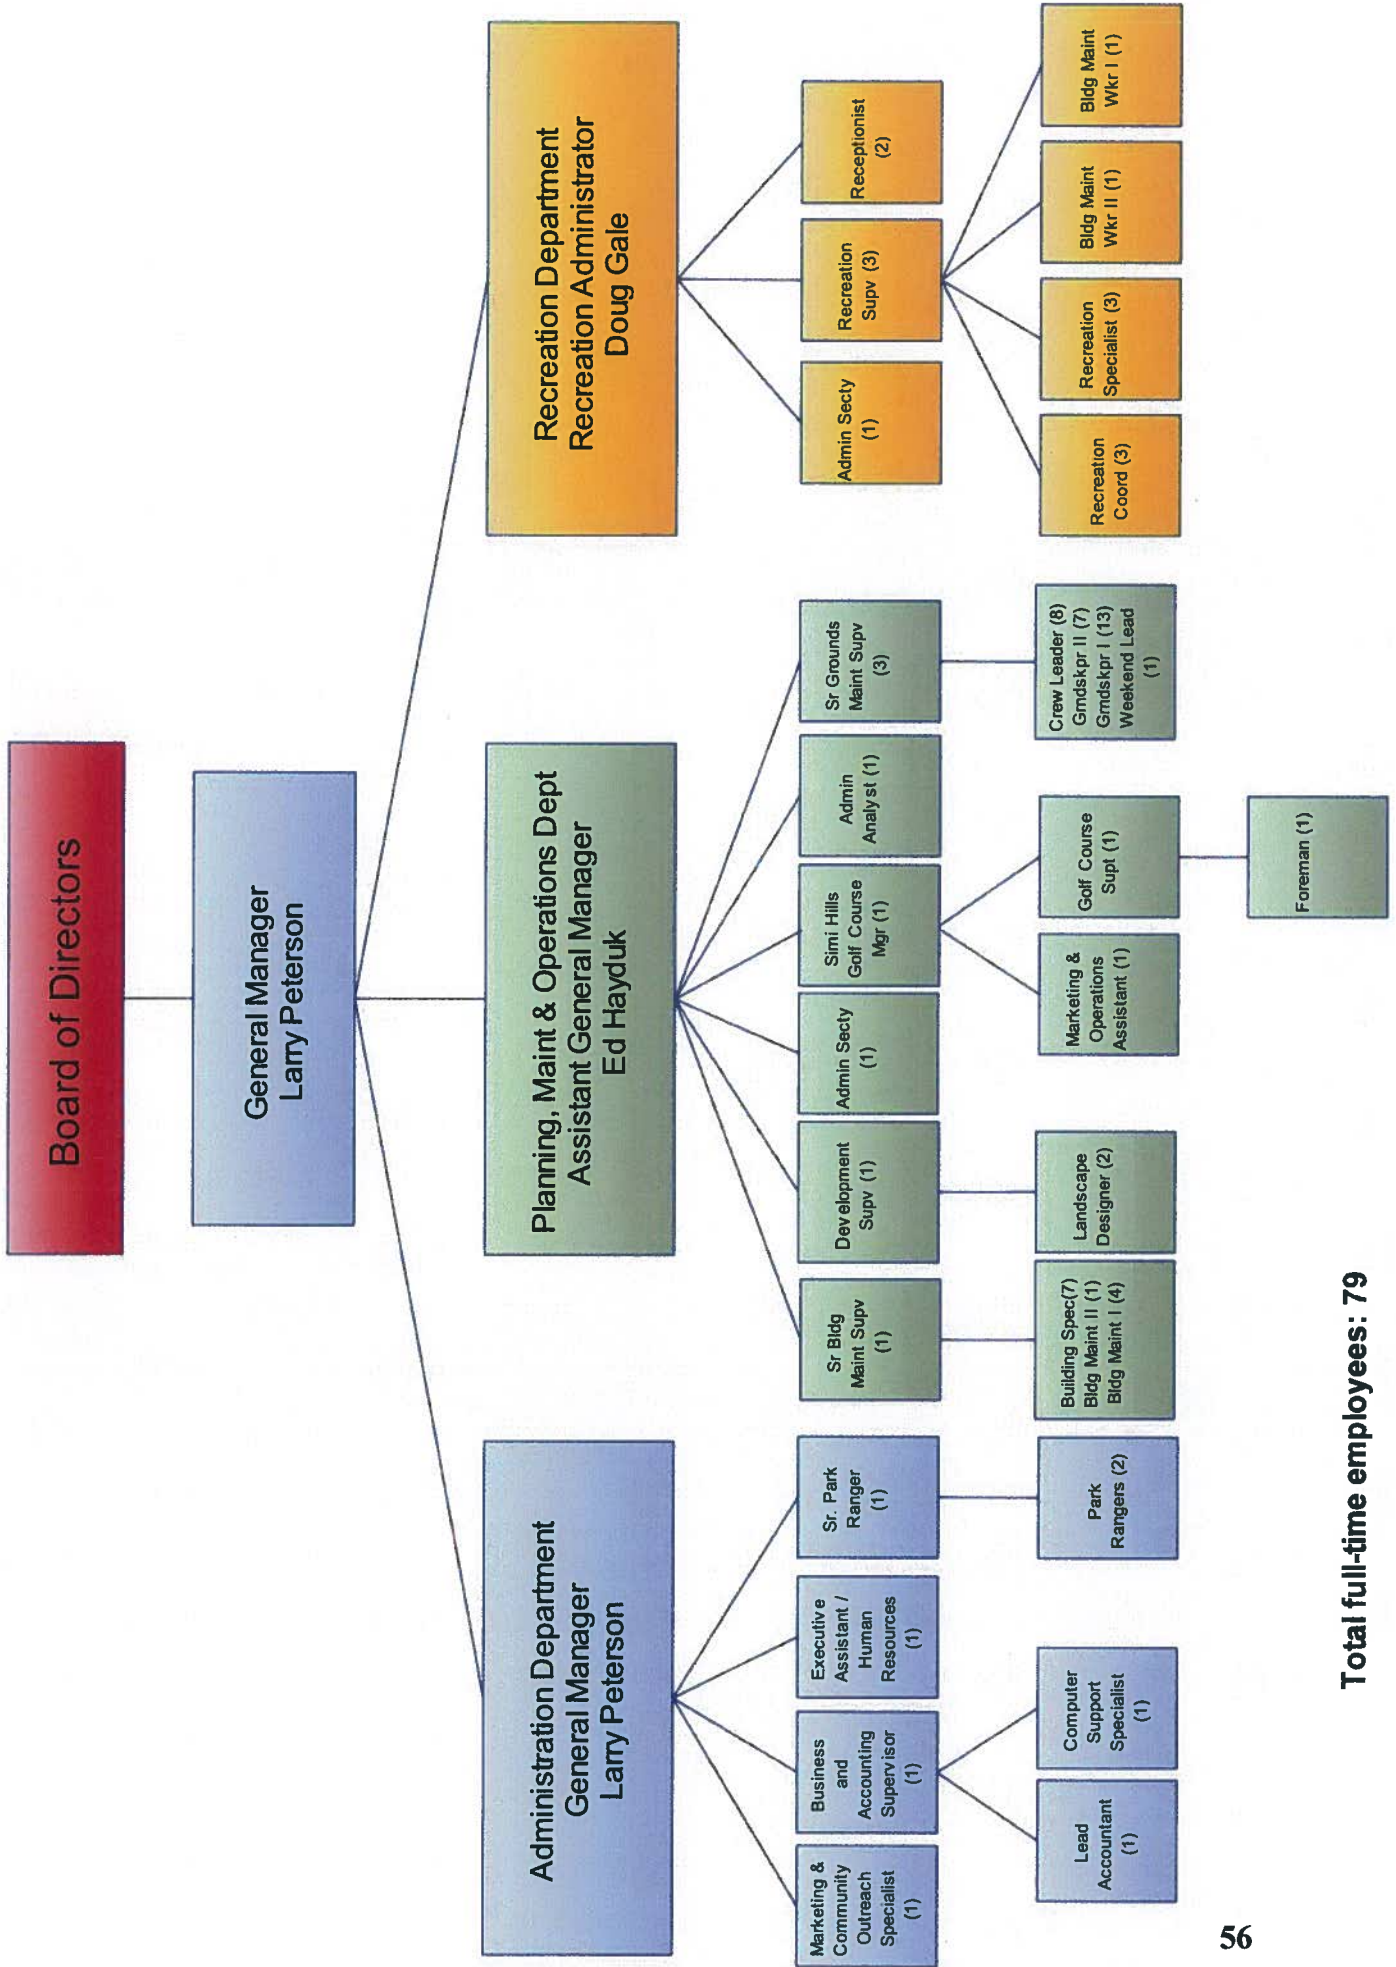 Board of Directors
General Manager
Larry Peterson
Administration Department
General Manager
Larry Peterson
Planning, Maint & Operations Dept
Assistant General Manager
Ed Hayduk
Recreation Department
Recreation Administrator
Doug Gale
Marketing &
Community
Outreach
Specialist
(1)
Business
and
Accounting
Supervisor
(1)
Executive
Assistant /
Human
Resources
(1)
Sr. Park
Ranger
(1)
Sr Bldg
Maint Supv
(1)
Development
Supv (1)
Admin Secty
(1)
Simi Hills
Golf Course
Mgr (1)
Admin
Analyst (1)
Sr Grounds
Maint Supv
(3)
Admin Secty
(1)
Recreation
Supv (3)
Receptionist
(2)
Lead
Accountant
(1)
Computer
Support
Specialist
(1)
Park
Rangers (2)
Building Spec(7)
Bldg Maint II (1)
Bldg Maint I (4)
Landscape
Designer (2)
Marketing &
Operations
Assistant (1)
Golf Course
Supt (1)
Crew Leader (8)
Grndskpr II (7)
Grndskpr I (13)
Weekend Lead
(1)
Recreation
Coord (3)
Recreation
Specialist (3)
Bldg Maint
Wkr II (1)
Bldg Maint
Wkr I (1)
Foreman (1)
Total full-time employees: 79
56